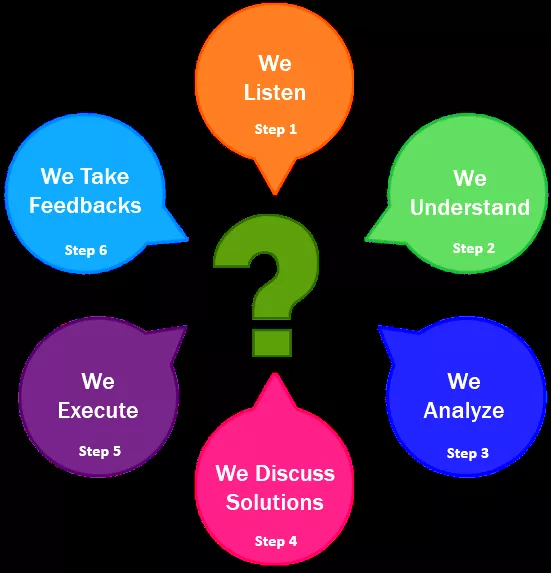 We
Listen
Step 1
We
Understand
Step 2
We
Analyze
Step 3
We Discuss
Solutions
Step 4
We
Execute
Step 5
We Take
Feedbacks
Step 6
?